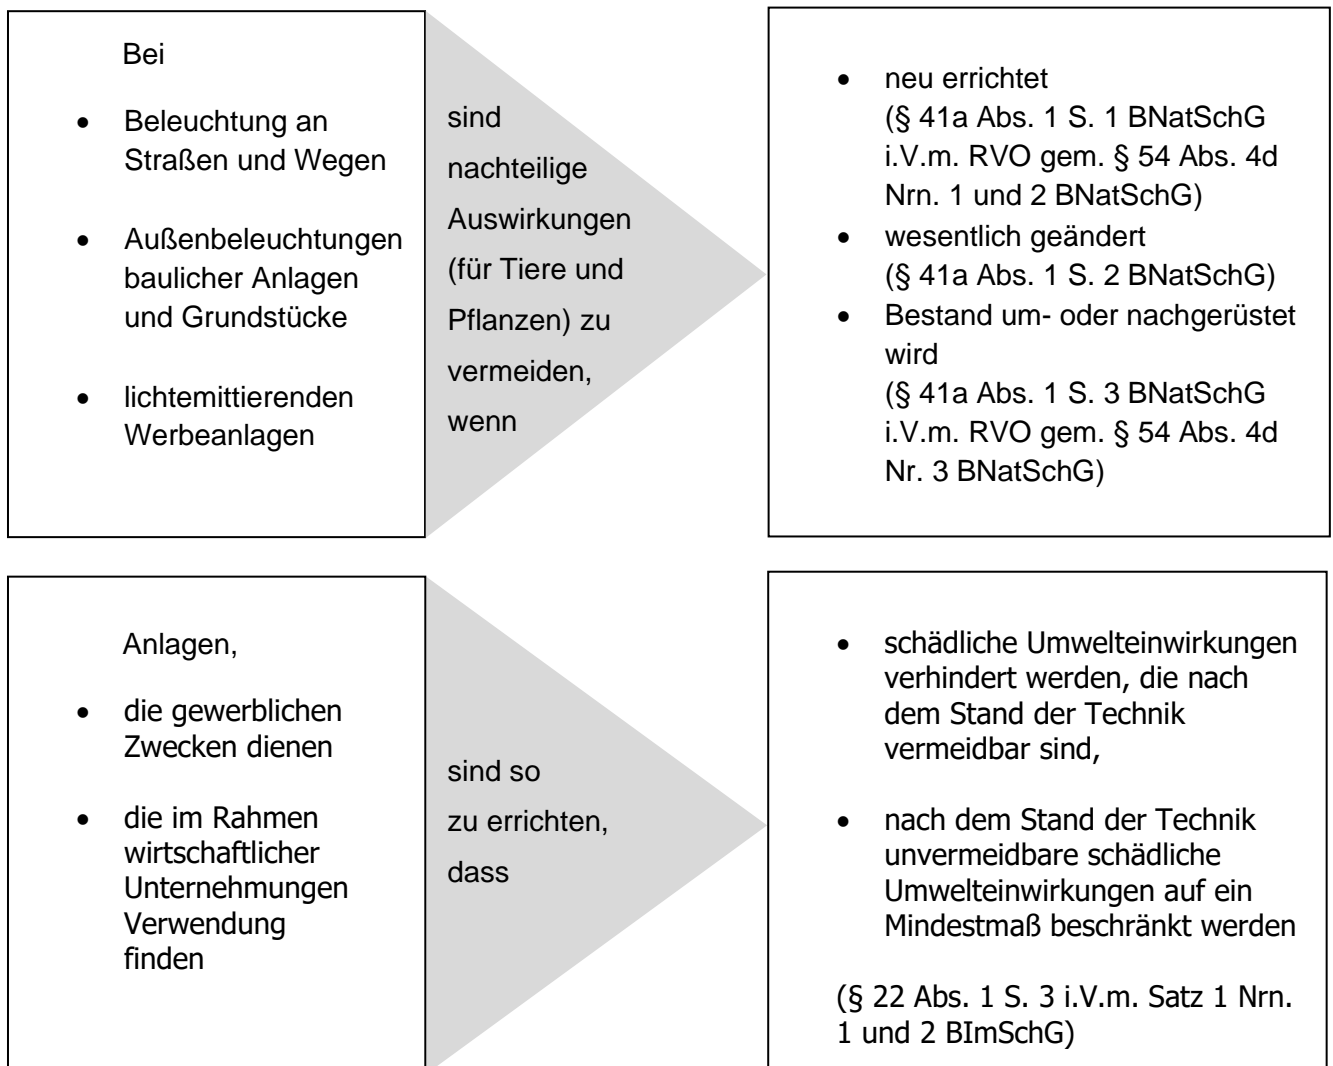 Bei
• Beleuchtung an
Straßen und Wegen
• Außenbeleuchtungen
baulicher Anlagen
und Grundstücke
• lichtemittierenden
Werbeanlagen
sind
nachteilige
Auswirkungen
(für Tiere und
Pflanzen) zu
vermeiden,
wenn
• neu errichtet
(§ 41a Abs. 1 S. 1 BNatSchG
i.V.m. RVO gem. § 54 Abs. 4d
Nrn. 1 und 2 BNatSchG)
• wesentlich geändert
(§ 41a Abs. 1 S. 2 BNatSchG)
• Bestand um- oder nachgerüstet
wird
(§ 41a Abs. 1 S. 3 BNatSchG
i.V.m. RVO gem. § 54 Abs. 4d
Nr. 3 BNatSchG)
Anlagen,
• die gewerblichen
Zwecken dienen
• die im Rahmen
wirtschaftlicher
Unternehmungen
Verwendung
finden
sind so
zu errichten,
dass
• schädliche Umwelteinwirkungen
verhindert werden, die nach
dem Stand der Technik
vermeidbar sind,
• nach dem Stand der Technik
unvermeidbare schädliche
Umwelteinwirkungen auf ein
Mindestmaß beschränkt werden
(§ 22 Abs. 1 S. 3 i.V.m. Satz 1 Nrn.
1 und 2 BImSchG)